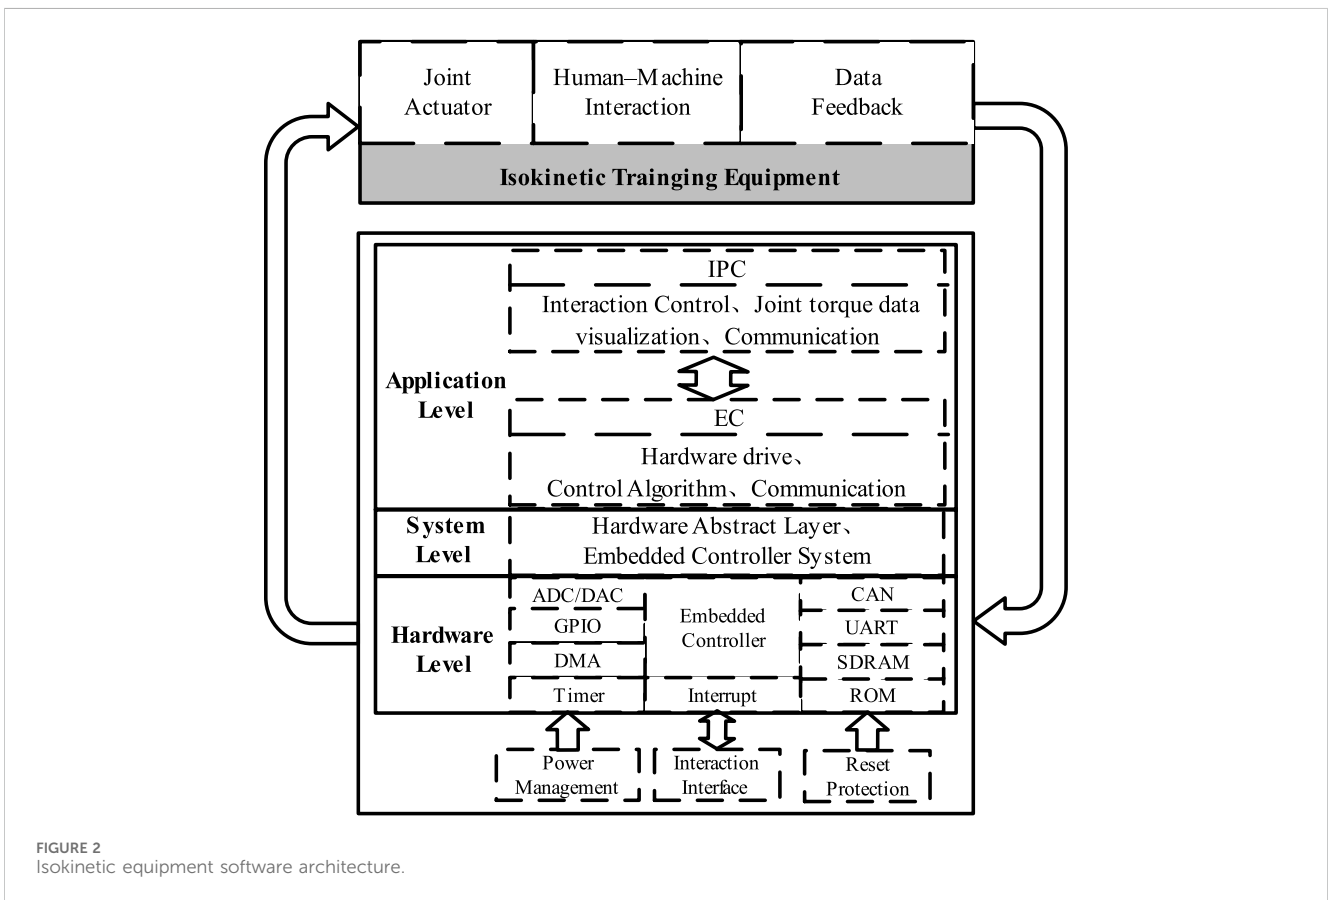 Joint
Actuator
Human–Machine
Interaction
Data
Feedback
Isokinetic Trainging Equipment
Application
Level
IPC
Interaction Control、Joint torque data
visualization、Communication
EC
Hardware drive、
Control Algorithm、Communication
System
Level
Hardware Abstract Layer、
Embedded Controller System
Hardware
Level
ADC/DAC
GPIO
DMA
Timer
Embedded
Controller
Interrupt
CAN
UART
SDRAM
ROM
Power
Management
Interaction
Interface
Reset
Protection
FIGURE 2
Isokinetic equipment software architecture.